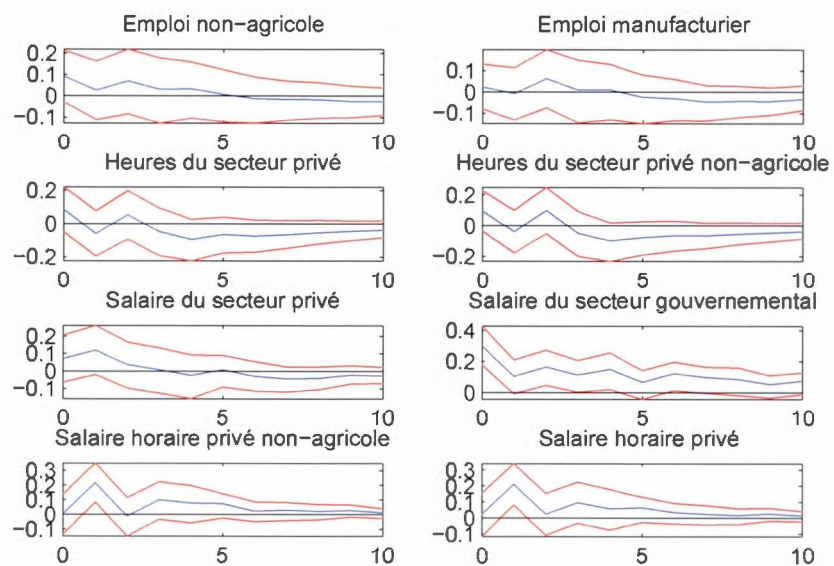 Emploi non-agricole
0.2
0.1
0
-0.1
0 5 10
Emploi manufacturier
0.1
0
-0.1
0 5 10
Heures du secteur privé
0.2
0
-0.2
0 5 10
Heures du secteur privé non-agricole
0.2
0
-0.2
0 5 10
Salaire du secteur privé
0.2
0.1
0
-0.1
0 5 10
Salaire du secteur gouvernemental
0.4
0.2
0
0 5 10
Salaire horaire privé non-agricole
0.3
0.2
0.1
0
-0.1
0 5 10
Salaire horaire privé
0.3
0.2
0.1
0
-0.1
0 5 10